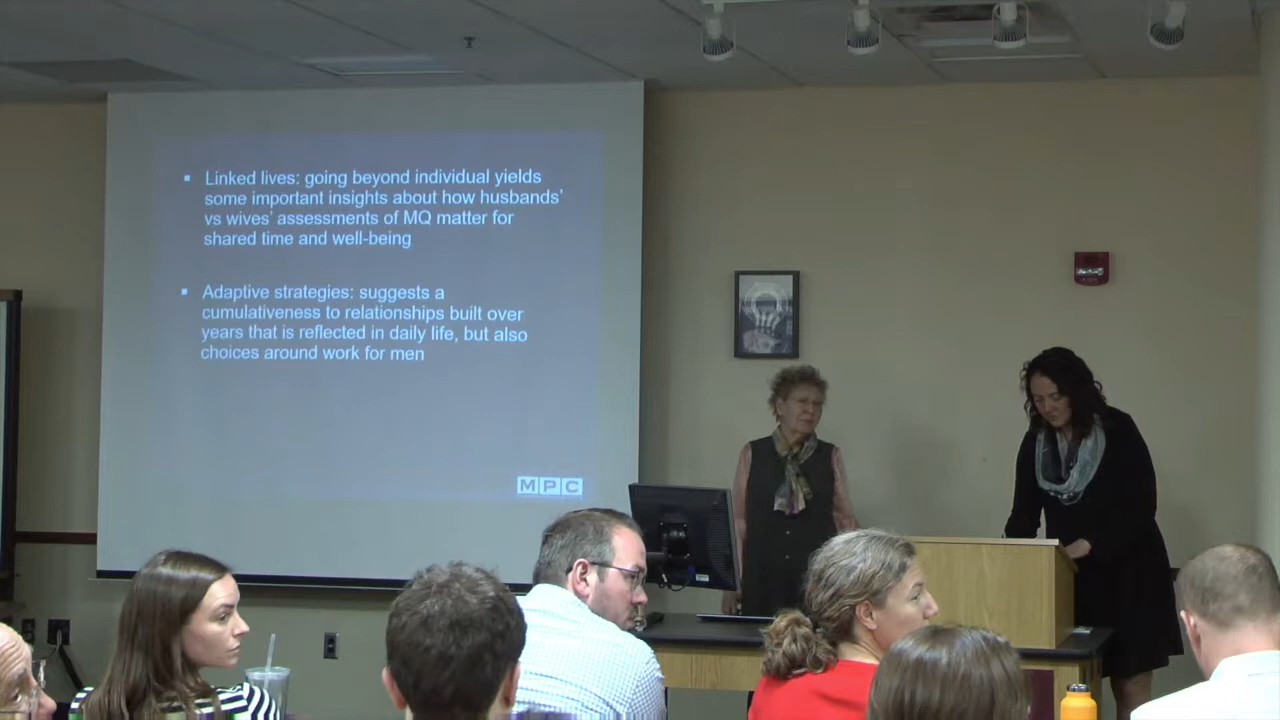 ▪ Linked lives: going beyond individual yields
some important insights about how husbands'
vs wives' assessments of MQ matter for
shared time and well-being
▪ Adaptive strategies: suggests a
cumulativeness to relationships built over
years that is reflected in daily life, but also
choices around work for men
MPC